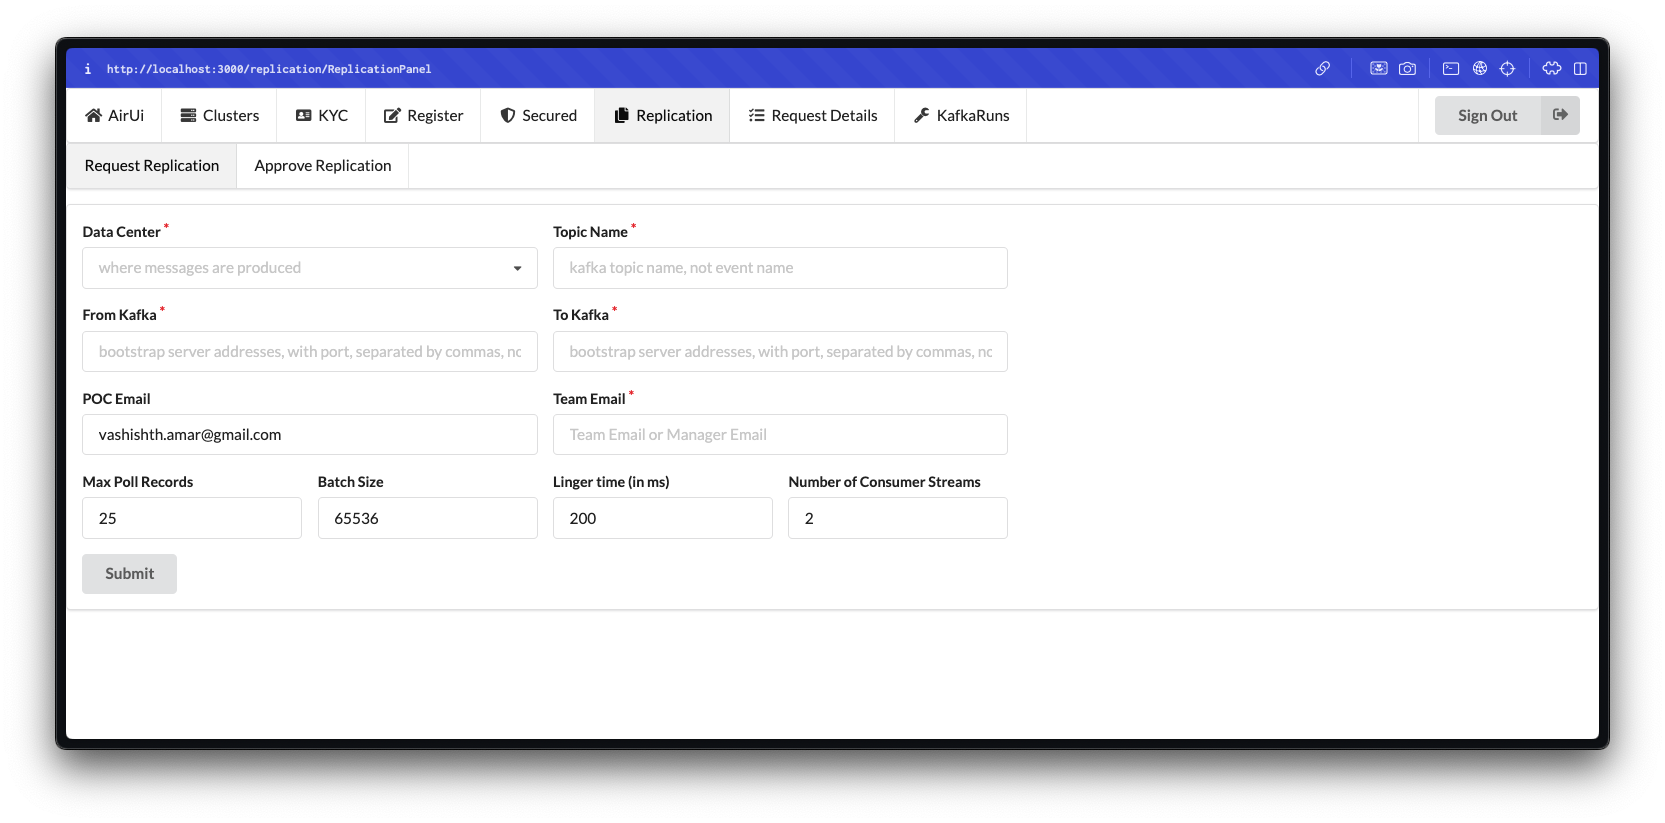 i http://localhost:3000/replication/ReplicationPanel
AirUi Clusters KYC Register Secured Replication Request Details KafkaRuns Sign Out
Request Replication Approve Replication
Data Center * Topic Name *
where messages are produced kafka topic name, not event name
From Kafka * To Kafka *
bootstrap server addresses, with port, separated by commas, nc bootstrap server addresses, with port, separated by commas, nc
POC Email Team Email *
vashishth.amar@gmail.com Team Email or Manager Email
Max Poll Records Batch Size Linger time (in ms) Number of Consumer Streams
25 65536 200 2
Submit